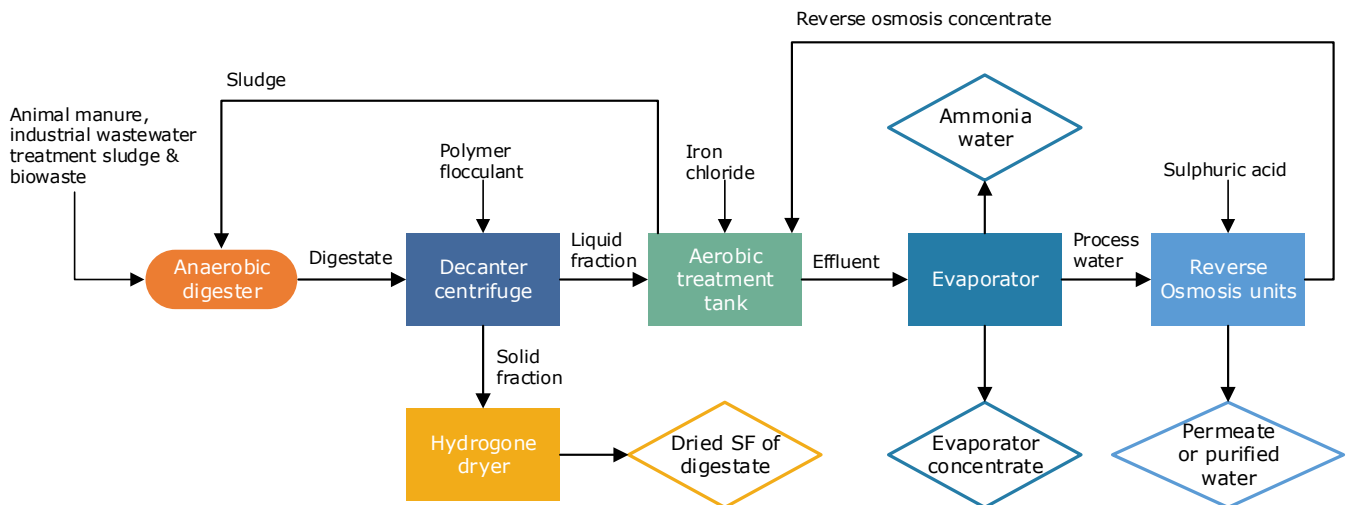 Reverse osmosis concentrate
Sludge
Animal manure,
industrial wastewater
treatment sludge &
biowaste
Polymer
flocculant
Iron
chloride
Ammonia
water
Sulphuric acid
Anaerobic
digester
Digestate
Decanter
centrifuge
Liquid
fraction
Aerobic
treatment
tank
Effluent
Evaporator
Process
water
Reverse
Osmosis units
Solid
fraction
Hydrogone
dryer
Dried SF of
digestate
Evaporator
concentrate
Permeate
or purified
water